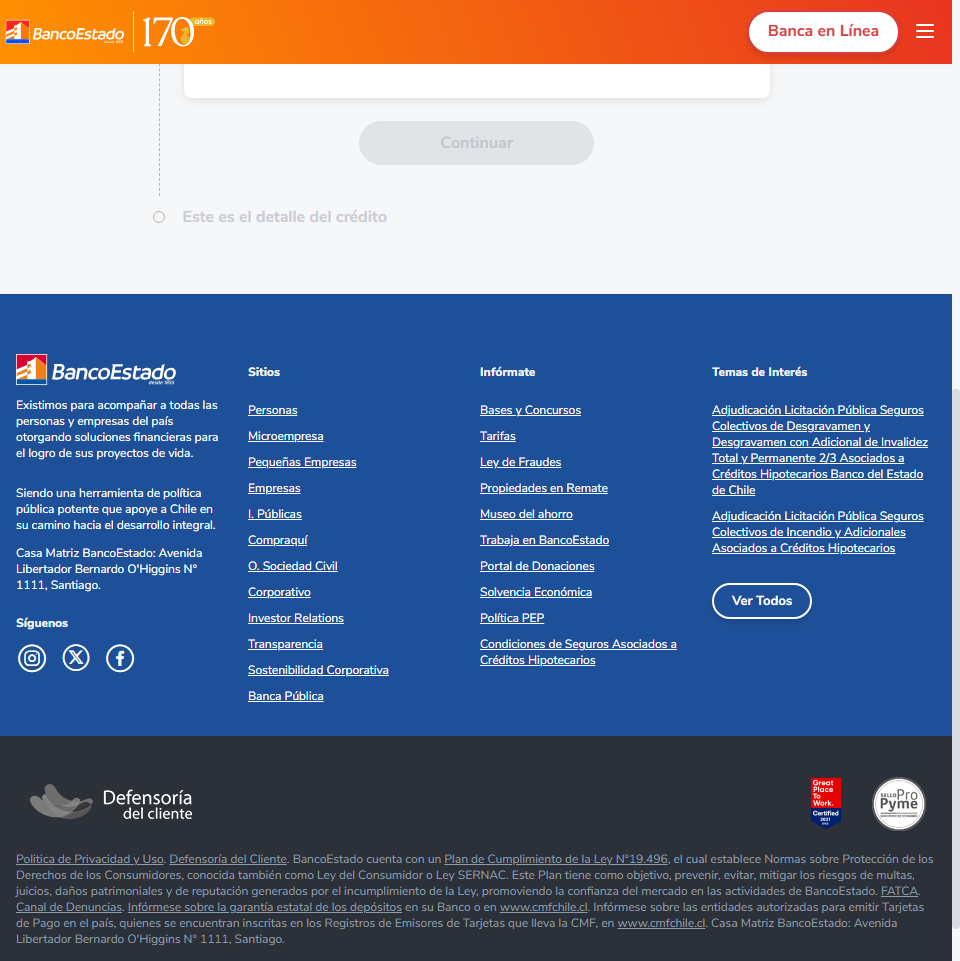 BancoEstado
170 años
Banca en Línea
Continuar
Este es el detalle del crédito
BancoEstado
desde 1855
Existimos para acompañar a todas las
personas y empresas del país
otorgando soluciones financieras para
el logro de sus proyectos de vida.
Siendo una herramienta de política
pública potente que apoye a Chile en
su camino hacia el desarrollo integral.
Casa Matriz BancoEstado: Avenida
Libertador Bernardo O'Higgins N°
1111, Santiago.
Síguenos
Sitios
Personas
Microempresa
Pequeñas Empresas
Empresas
I. Públicas
Compraquí
O. Sociedad Civil
Corporativo
Investor Relations
Transparencia
Sostenibilidad Corporativa
Banca Pública
Infórmate
Bases y Concursos
Tarifas
Ley de Fraudes
Propiedades en Remate
Museo del ahorro
Trabaja en BancoEstado
Portal de Donaciones
Solvencia Económica
Política PEP
Condiciones de Seguros Asociados a
Créditos Hipotecarios
Temas de Interés
Adjudicación Licitación Pública Seguros
Colectivos de Desgravamen y
Desgravamen con Adicional de Invalidez
Total y Permanente 2/3 Asociados a
Créditos Hipotecarios Banco del Estado
de Chile
Adjudicación Licitación Pública Seguros
Colectivos de Incendio y Adicionales
Asociados a Créditos Hipotecarios
Ver Todos
Defensoría
del cliente
Great
Place
To
Work.
Certified
2021
SELLO Pro
Pyme
Politica de Privacidad y Uso. Defensoría del Cliente. BancoEstado cuenta con un Plan de Cumplimiento de la Ley N°19.496, el cual establece Normas sobre Protección de los
Derechos de los Consumidores, conocida también como Ley del Consumidor o Ley SERNAC. Este Plan tiene como objetivo, prevenir, evitar, mitigar los riesgos de multas,
juicios, daños patrimoniales y de reputación generados por el incumplimiento de la Ley, promoviendo la confianza del mercado en las actividades de BancoEstado. FATCA.
Canal de Denuncias. Infórmese sobre la garantía estatal de los depósitos en su Banco o en www.cmfchile.cl. Infórmese sobre las entidades autorizadas para emitir Tarjetas
de Pago en el país, quienes se encuentran inscritas en los Registros de Emisores de Tarjetas que lleva la CMF, en www.cmfchile.cl. Casa Matriz BancoEstado: Avenida
Libertador Bernardo O'Higgins N° 1111, Santiago.